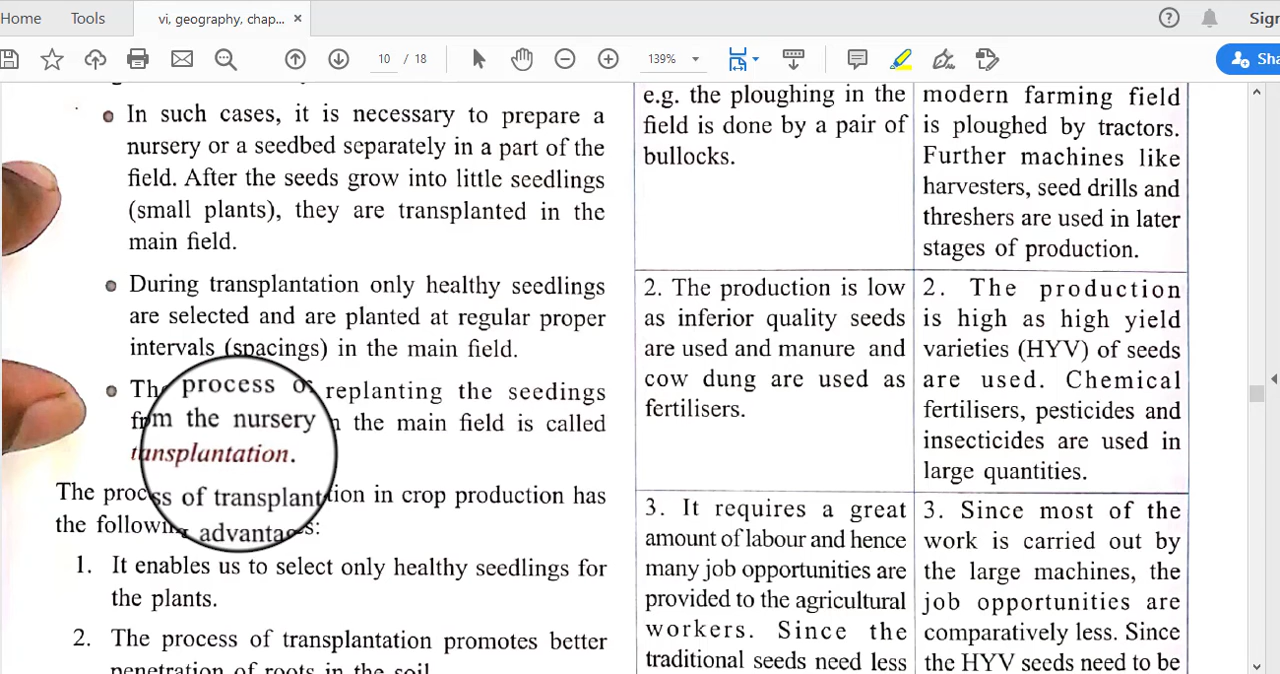 Home Tools vi, geography, chap... × Sign
10 / 18 139% Sha
In such cases, it is necessary to prepare a
nursery or a seedbed separately in a part of the
field. After the seeds grow into little seedlings
(small plants), they are transplanted in the
main field.
During transplantation only healthy seedlings
are selected and are planted at regular proper
intervals (spacings) in the main field.
The process of replanting the seedings
the nursery the main field is called
transplantation.
The process of transplantation in crop production has
the following advantages:
1. It enables us to select only healthy seedlings for
the plants.
2. The process of transplantation promotes better
penetration of roots in the soil
e.g. the ploughing in the
field is done by a pair of
bullocks.
2. The production is low
as inferior quality seeds
are used and manure and
cow dung are used as
fertilisers.
3. It requires a great
amount of labour and hence
many job opportunities are
provided to the agricultural
workers. Since the
traditional seeds need less
modern farming field
is ploughed by tractors.
Further machines like
harvesters, seed drills and
threshers are used in later
stages of production.
2. The production
is high as high yield
varieties (HYV) of seeds
are used. Chemical
fertilisers, pesticides and
insecticides are used in
large quantities.
3. Since most of the
work is carried out by
the large machines, the
job opportunities are
comparatively less. Since
the HYV seeds need to be